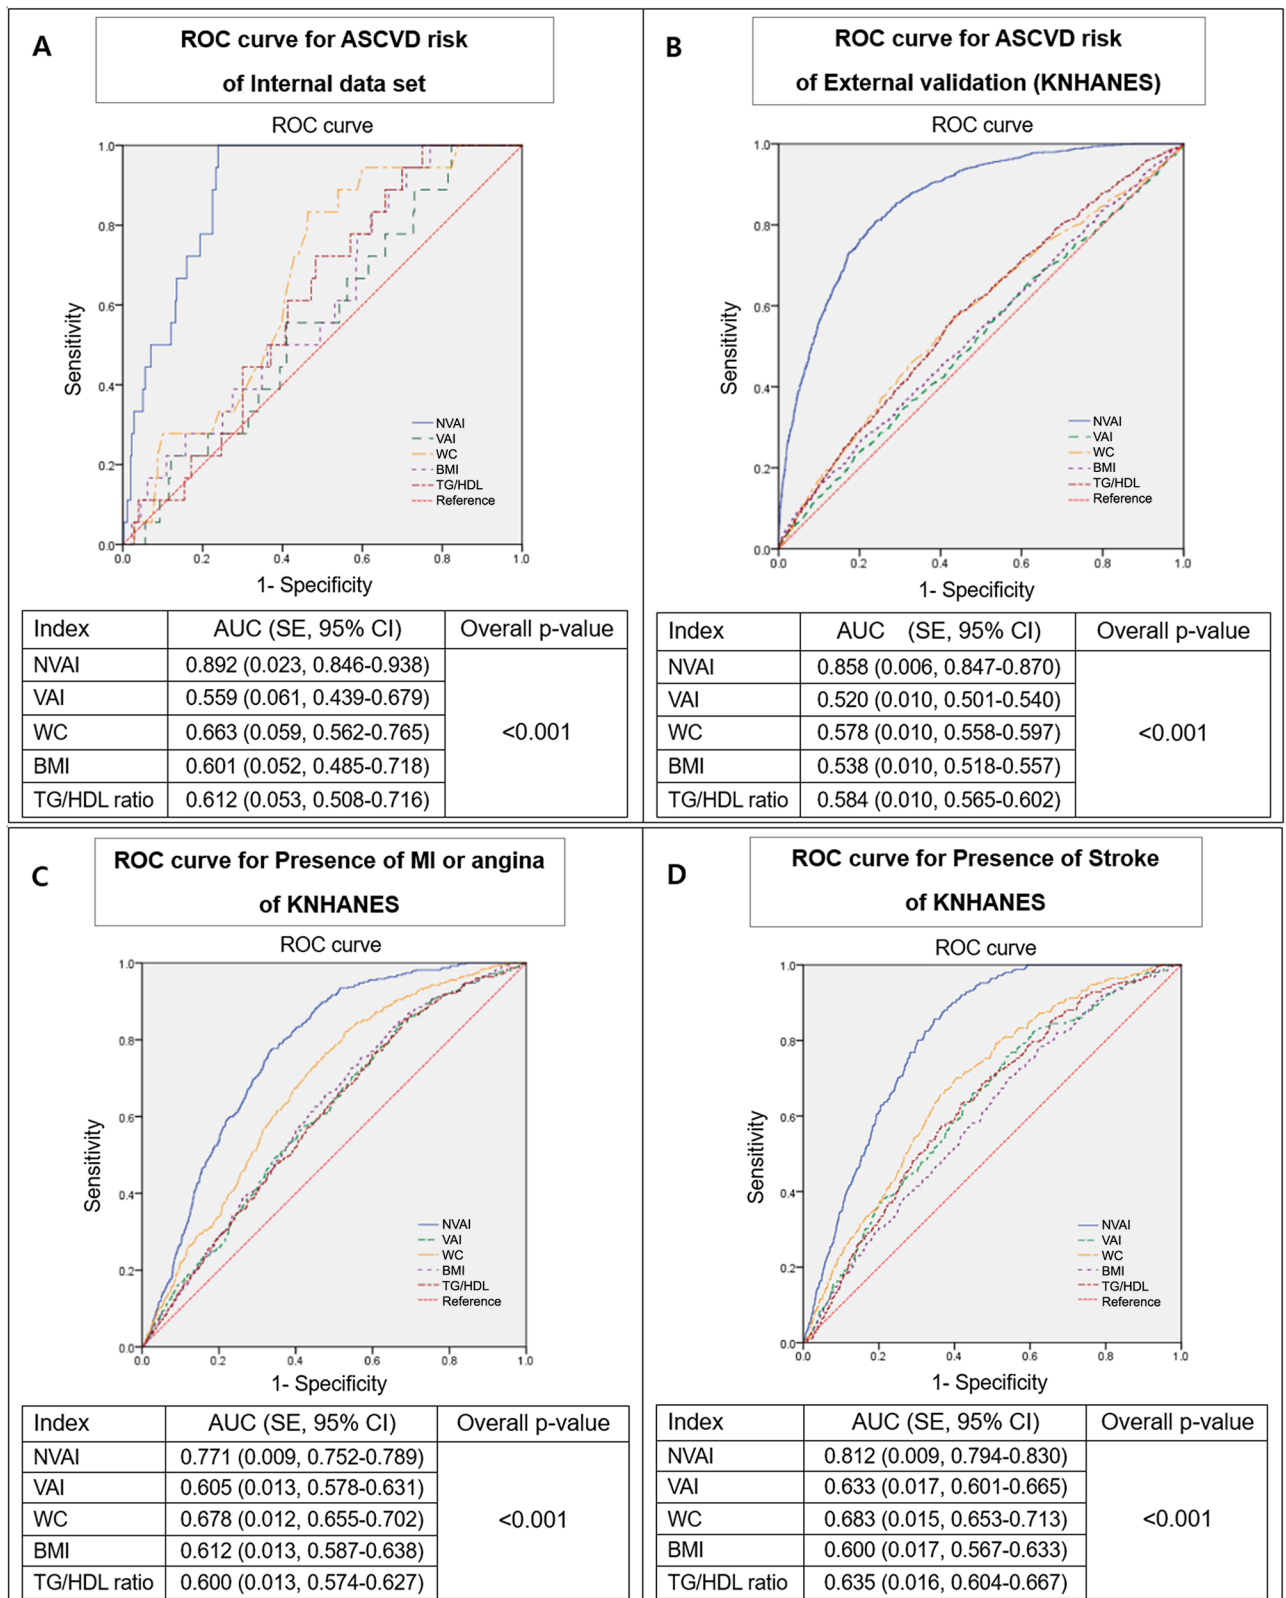 A
ROC curve for ASCVD risk
of Internal data set
ROC curve
1.0
0.8
0.6
0.4
0.2
0.0
Sensitivity
NVAI
VAI
WC
BMI
TG/HDL
Reference
0.0 0.2 0.4 0.6 0.8 1.0
1- Specificity
Index AUC (SE, 95% CI) Overall p-value
NVAI 0.892 (0.023, 0.846-0.938)
VAI 0.559 (0.061, 0.439-0.679)
WC 0.663 (0.059, 0.562-0.765) <0.001
BMI 0.601 (0.052, 0.485-0.718)
TG/HDL ratio 0.612 (0.053, 0.508-0.716)
B
ROC curve for ASCVD risk
of External validation (KNHANES)
ROC curve
1.0
0.8
0.6
0.4
0.2
0.0
Sensitivity
NVAI
VAI
WC
BMI
TG/HDL
Reference
0.0 0.2 0.4 0.6 0.8 1.0
1- Specificity
Index AUC (SE, 95% CI) Overall p-value
NVAI 0.858 (0.006, 0.847-0.870)
VAI 0.520 (0.010, 0.501-0.540)
WC 0.578 (0.010, 0.558-0.597) <0.001
BMI 0.538 (0.010, 0.518-0.557)
TG/HDL ratio 0.584 (0.010, 0.565-0.602)
C
ROC curve for Presence of MI or angina
of KNHANES
ROC curve
1.0
0.8
0.6
0.4
0.2
0.0
Sensitivity
NVAI
VAI
WC
BMI
TG/HDL
Reference
0.0 0.2 0.4 0.6 0.8 1.0
1- Specificity
Index AUC (SE, 95% CI) Overall p-value
NVAI 0.771 (0.009, 0.752-0.789)
VAI 0.605 (0.013, 0.578-0.631)
WC 0.678 (0.012, 0.655-0.702) <0.001
BMI 0.612 (0.013, 0.587-0.638)
TG/HDL ratio 0.600 (0.013, 0.574-0.627)
D
ROC curve for Presence of Stroke
of KNHANES
ROC curve
1.0
0.8
0.6
0.4
0.2
0.0
Sensitivity
NVAI
VAI
WC
BMI
TG/HDL
Reference
0.0 0.2 0.4 0.6 0.8 1.0
1- Specificity
Index AUC (SE, 95% CI) Overall p-value
NVAI 0.812 (0.009, 0.794-0.830)
VAI 0.633 (0.017, 0.601-0.665)
WC 0.683 (0.015, 0.653-0.713) <0.001
BMI 0.600 (0.017, 0.567-0.633)
TG/HDL ratio 0.635 (0.016, 0.604-0.667)